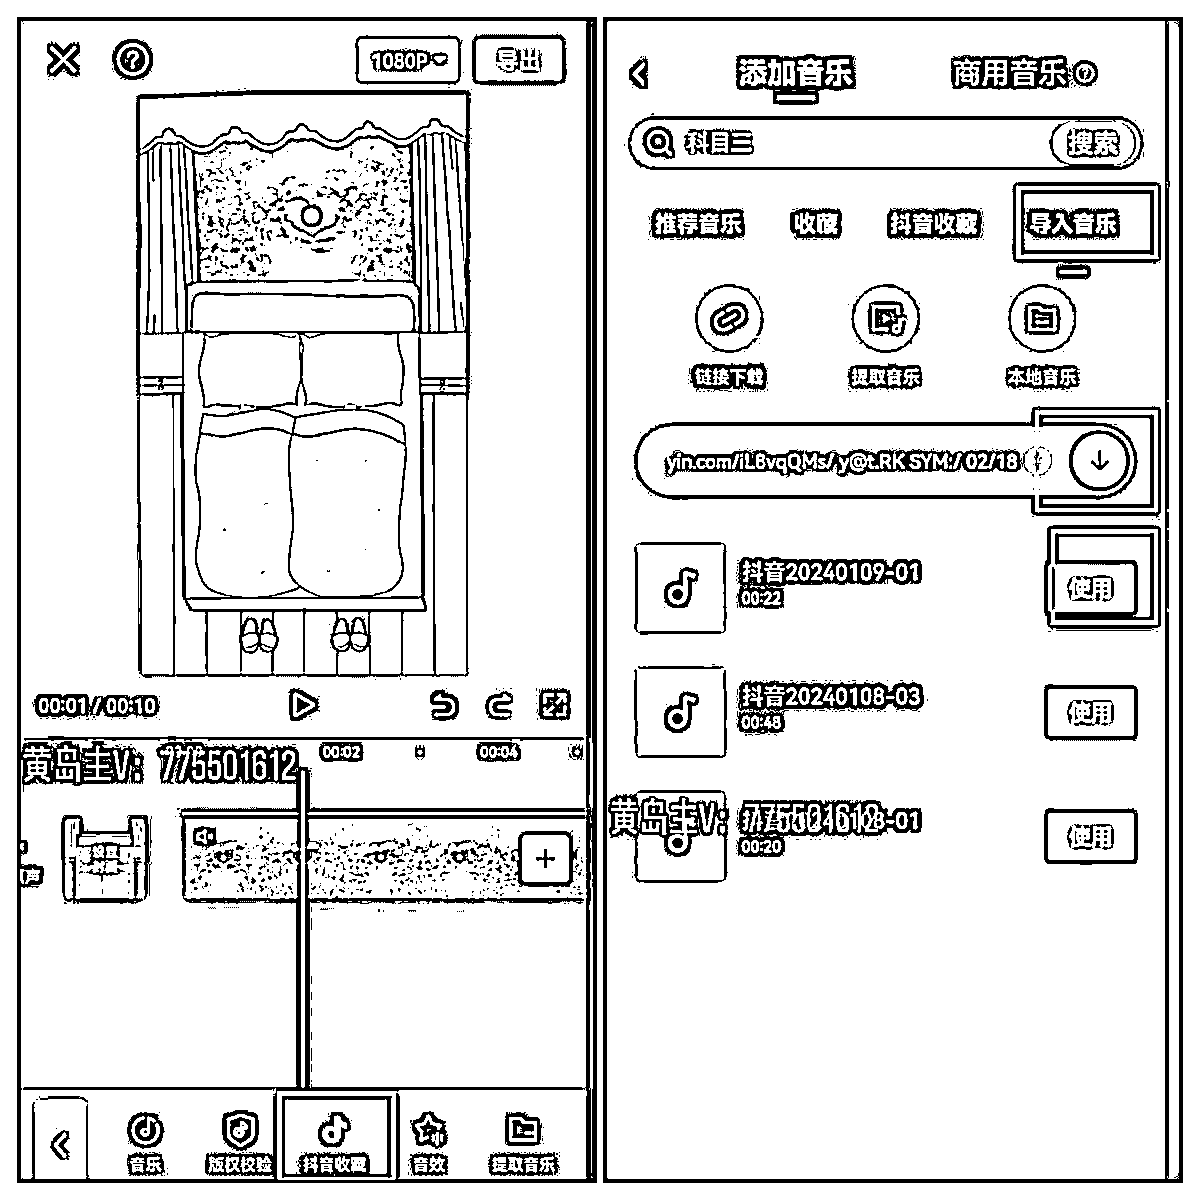 1080P
导出
00:01 / 00:10
00:02
00:04
黄岛主V: 775501612
音乐
版权校验
抖音收藏
音效
提取音乐
添加音乐
商用音乐
科目三
搜索
推荐音乐
收藏
抖音收藏
导入音乐
链接下载
提取音乐
本地音乐
yin.com/iL8vqQMs/ y@t.RK SYM:/ 02/18
抖音20240109-01
00:22
使用
抖音20240108-03
00:48
使用
黄岛主V: 775501612
00:20
使用